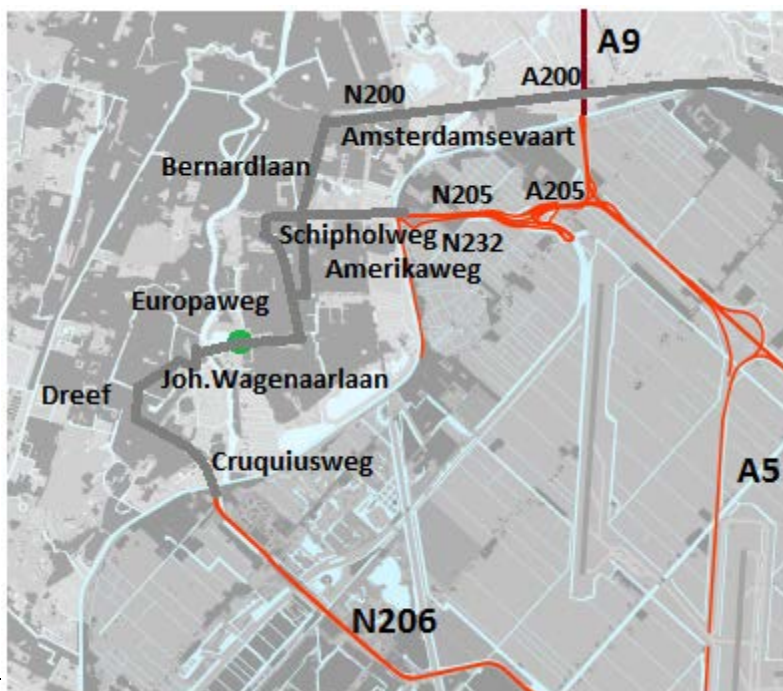 A9
A200
N200
Amsterdamsevaart
Bernardlaan
N205
A205
Schipholweg
N232
Amerikaweg
Europaweg
Joh.Wagenaarlaan
Dreef
Cruquiusweg
A5
N206